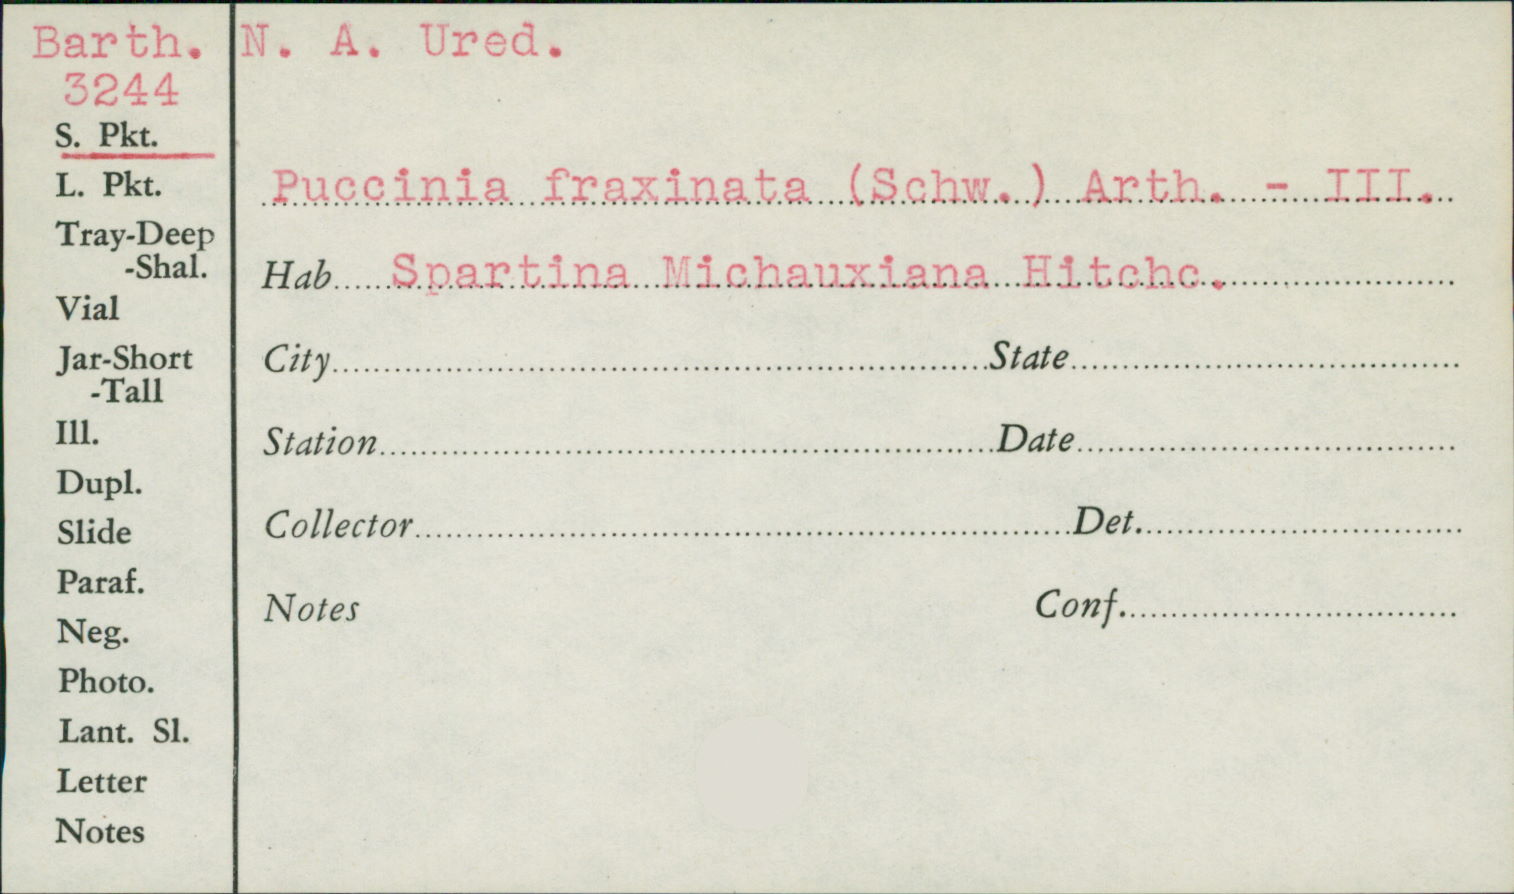 Barth. N. A. Ured.
3244
S. Pkt.
L. Pkt.
Tray-Deep
-Shal.
Vial
Jar-Short
-Tall
Ill.
Dupl.
Slide
Paraf.
Neg.
Photo.
Lant. Sl.
Letter
Notes
Puccinia fraxinata (Schw.) Arth. - III.
Hab. Spartina Michauxiana Hitchc.
City State
Station Date
Collector Det.
Notes Conf.